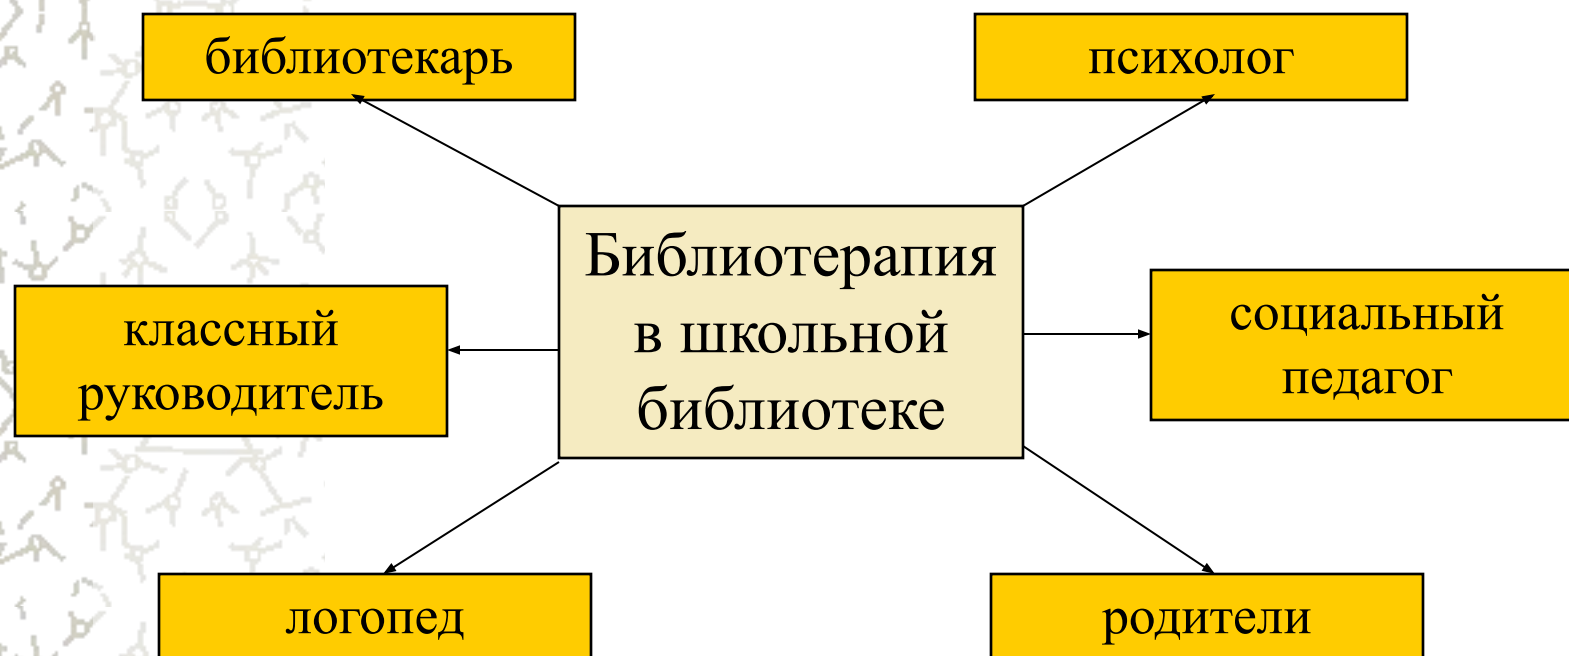 библиотекарь
психолог
Библиотерапия
в школьной
библиотеке
классный
руководитель
социальный
педагог
логопед
родители